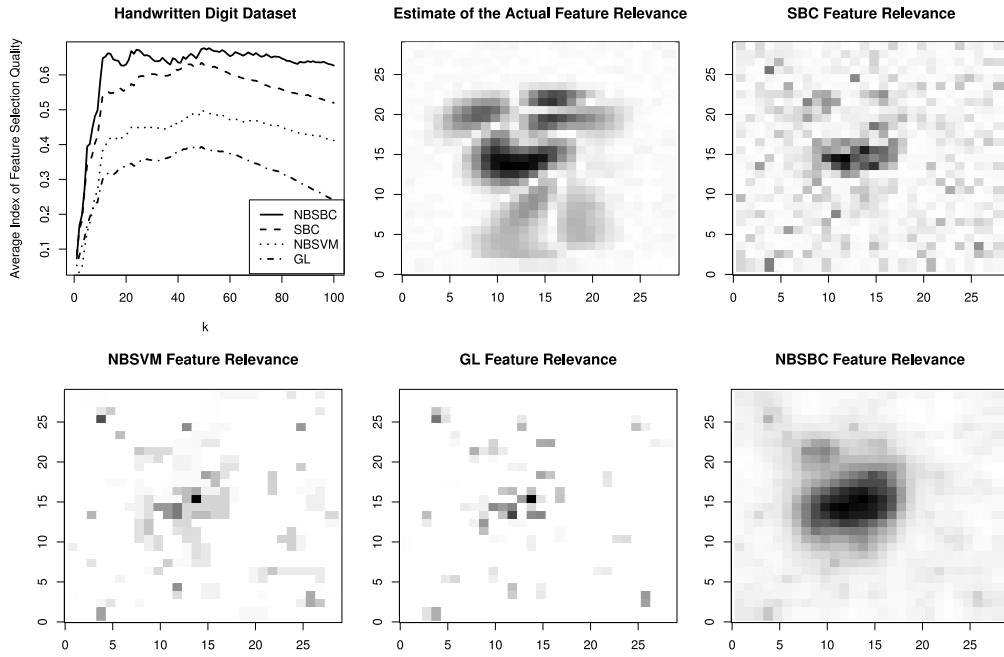 Handwritten Digit Dataset
Average Index of Feature Selection Quality
0.1 0.2 0.3 0.4 0.5 0.6
NBSBC
SBC
NBSVM
GL
0 20 40 60 80 100
k
Estimate of the Actual Feature Relevance
0 5 10 15 20 25
0 5 10 15 20 25
SBC Feature Relevance
0 5 10 15 20 25
0 5 10 15 20 25
NBSVM Feature Relevance
0 5 10 15 20 25
0 5 10 15 20 25
GL Feature Relevance
0 5 10 15 20 25
0 5 10 15 20 25
NBSBC Feature Relevance
0 5 10 15 20 25
0 5 10 15 20 25